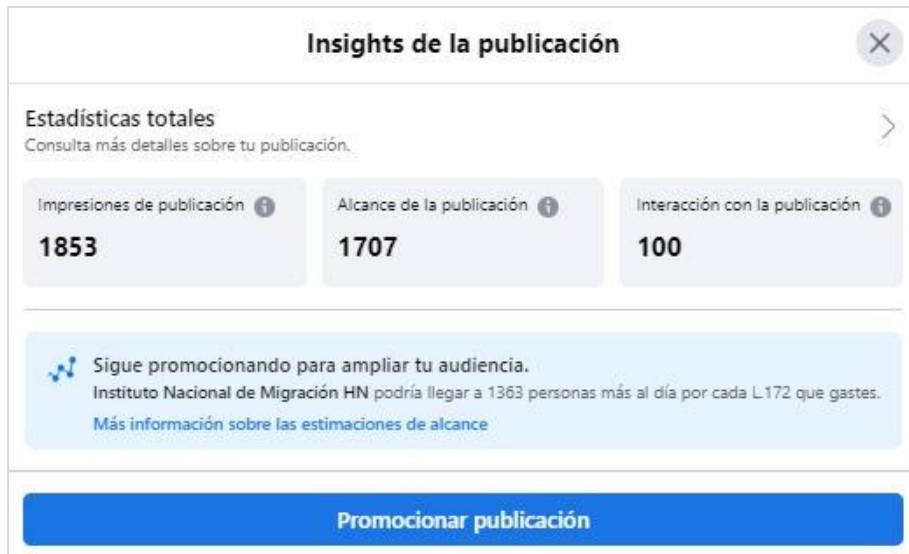 Insights de la publicación
Estadísticas totales
Consulta más detalles sobre tu publicación.
Impresiones de publicación
Alcance de la publicación
Interacción con la publicación
1853
1707
100
Sigue promocionando para ampliar tu audiencia.
Instituto Nacional de Migración HN podría llegar a 1363 personas más al día por cada L.172 que gastes.
Más información sobre las estimaciones de alcance
Promocionar publicación